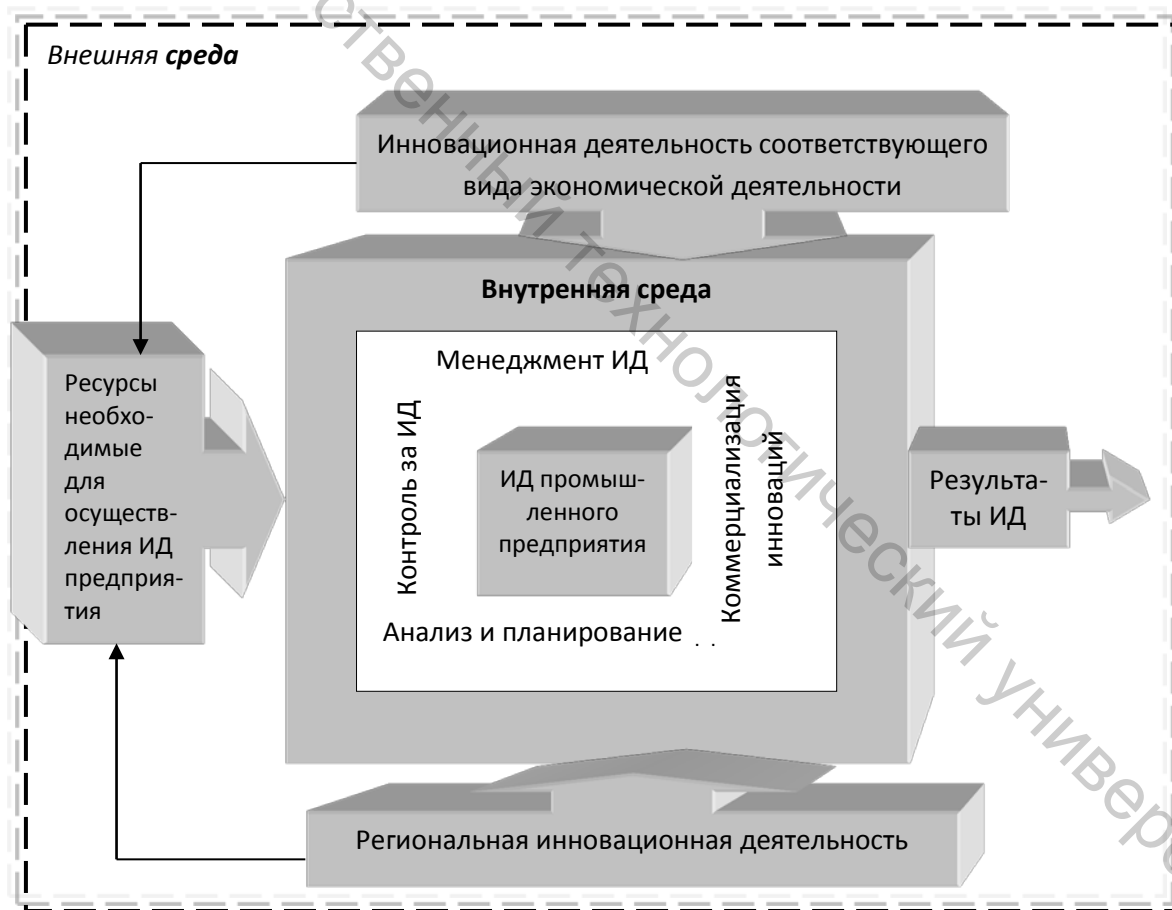 Внешняя среда
Инновационная деятельность соответствующего
вида экономической деятельности
Внутренняя среда
Менеджмент ИД
Ресурсы
необхо-
димые
для
осуществ-
ления ИД
предприя-
тия
Контроль за ИД
ИД промыш-
ленного
предприятия
Коммерциализация
инноваций
Результа-
ты ИД
Анализ и планирование
Региональная инновационная деятельность
технологический